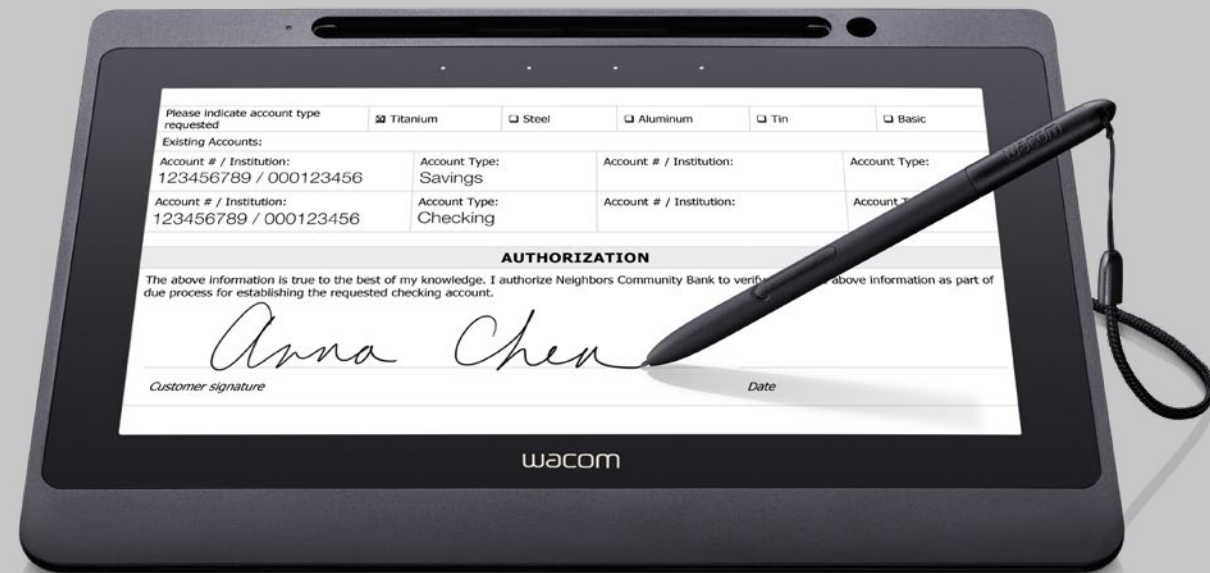 Please indicate account type requested ☒ Titanium ☐ Steel ☐ Aluminum ☐ Tin ☐ Basic
Existing Accounts:
Account # / Institution: Account Type: Account # / Institution: Account Type:
123456789 / 000123456 Savings
Account # / Institution: Account Type: Account # / Institution: Account
123456789 / 000123456 Checking
AUTHORIZATION
The above information is true to the best of my knowledge. I authorize Neighbors Community Bank to above information as part of
due process for establishing the requested checking account.
Anna Chen
Customer signature Date
wacom
wacom